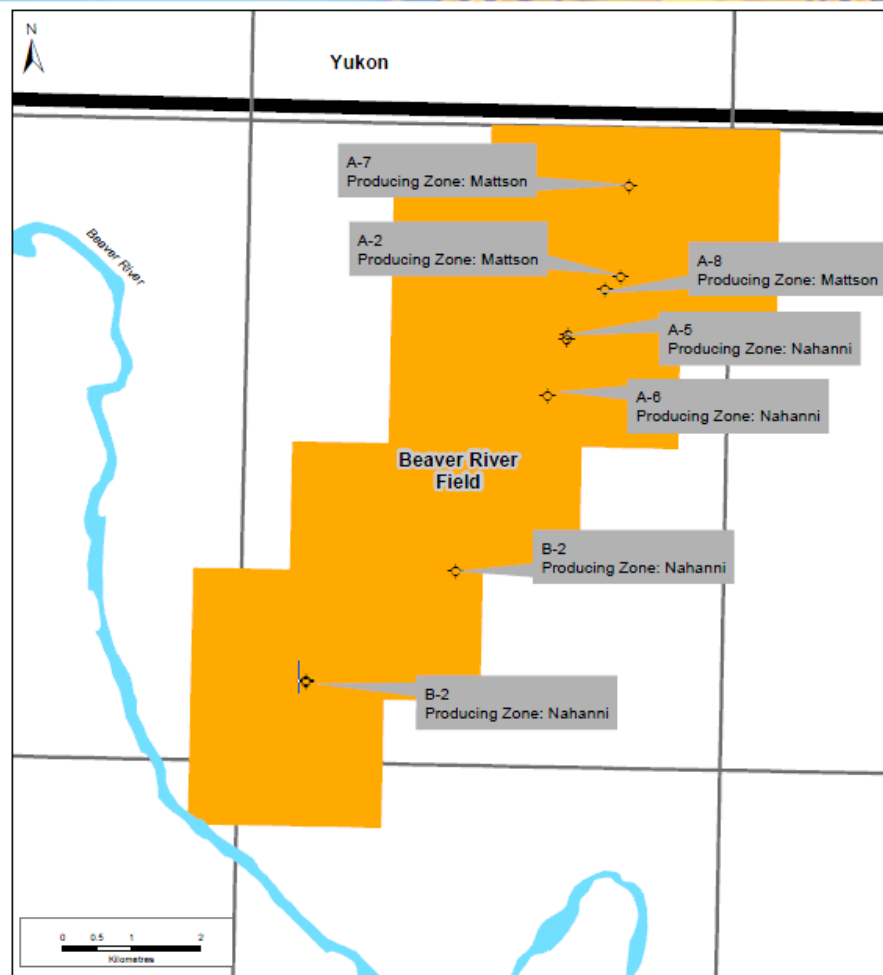 N
Yukon
A-7
Producing Zone: Mattson
A-2
Producing Zone: Mattson
A-8
Producing Zone: Mattson
A-5
Producing Zone: Nahanni
A-6
Producing Zone: Nahanni
Beaver River
Beaver River
Field
B-2
Producing Zone: Nahanni
B-2
Producing Zone: Nahanni
0 0.5 1 2
Kilometres